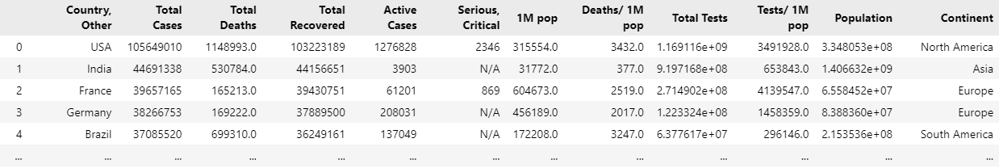 Country, Other Total Cases Total Deaths Total Recovered Active Cases Serious, Critical 1M pop Deaths/ 1M pop Total Tests Tests/ 1M pop Population Continent
0 USA 105649010 1148993.0 103223189 1276828 2346 315554.0 3432.0 1.169116e+09 3491928.0 3.348053e+08 North America
1 India 44691338 530784.0 44156651 3903 N/A 31772.0 377.0 9.197168e+08 653843.0 1.406632e+09 Asia
2 France 39657165 165213.0 39430751 61201 869 604673.0 2519.0 2.714902e+08 4139547.0 6.558452e+07 Europe
3 Germany 38266753 169222.0 37889500 208031 N/A 456189.0 2017.0 1.223324e+08 1458359.0 8.388360e+07 Europe
4 Brazil 37085520 699310.0 36249161 137049 N/A 172208.0 3247.0 6.377617e+07 296146.0 2.153536e+08 South America
... ... ... ... ... ... ... ... ... ... ... ... ...